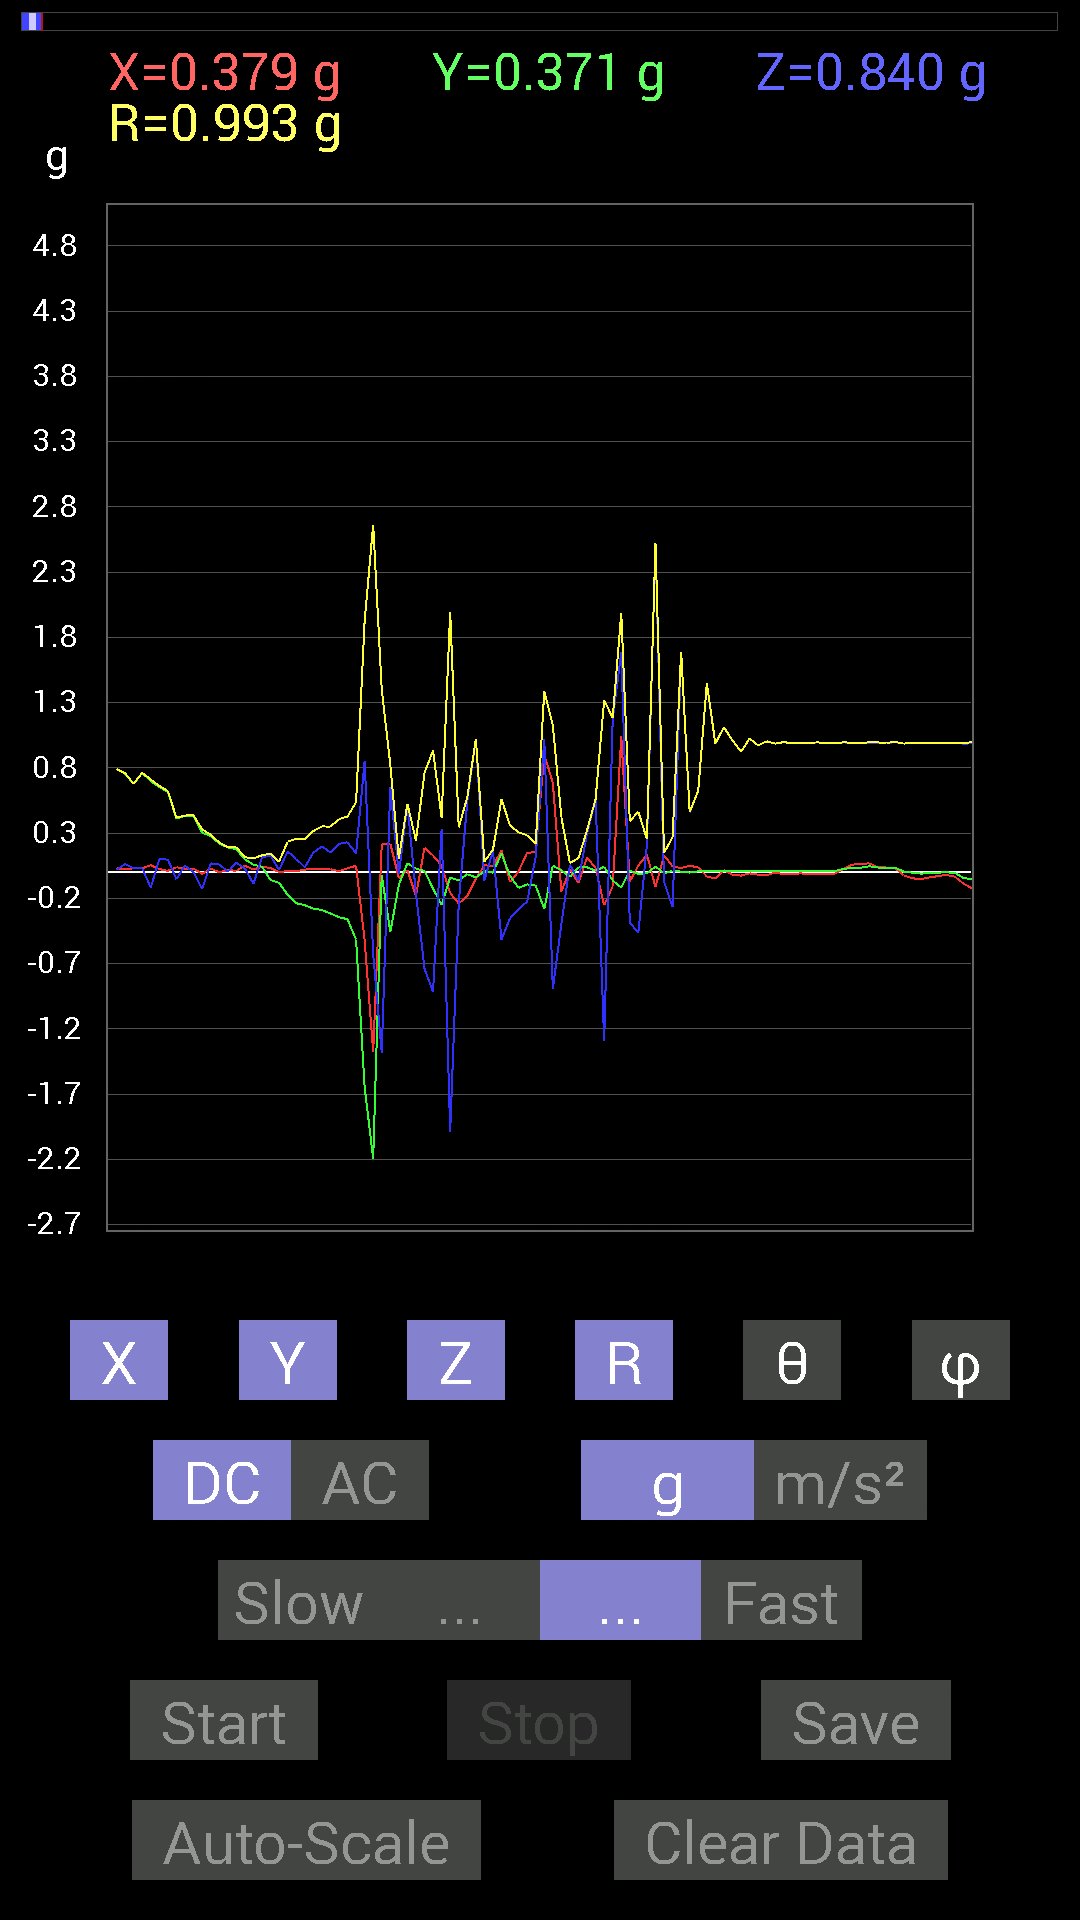 X=0.379 g Y=0.371 g Z=0.840 g
R=0.993 g
g
4.8
4.3
3.8
3.3
2.8
2.3
1.8
1.3
0.8
0.3
-0.2
-0.7
-1.2
-1.7
-2.2
-2.7
X Y Z R θ φ
DC AC g m/s²
Slow ... ... Fast
Start Stop Save
Auto-Scale Clear Data